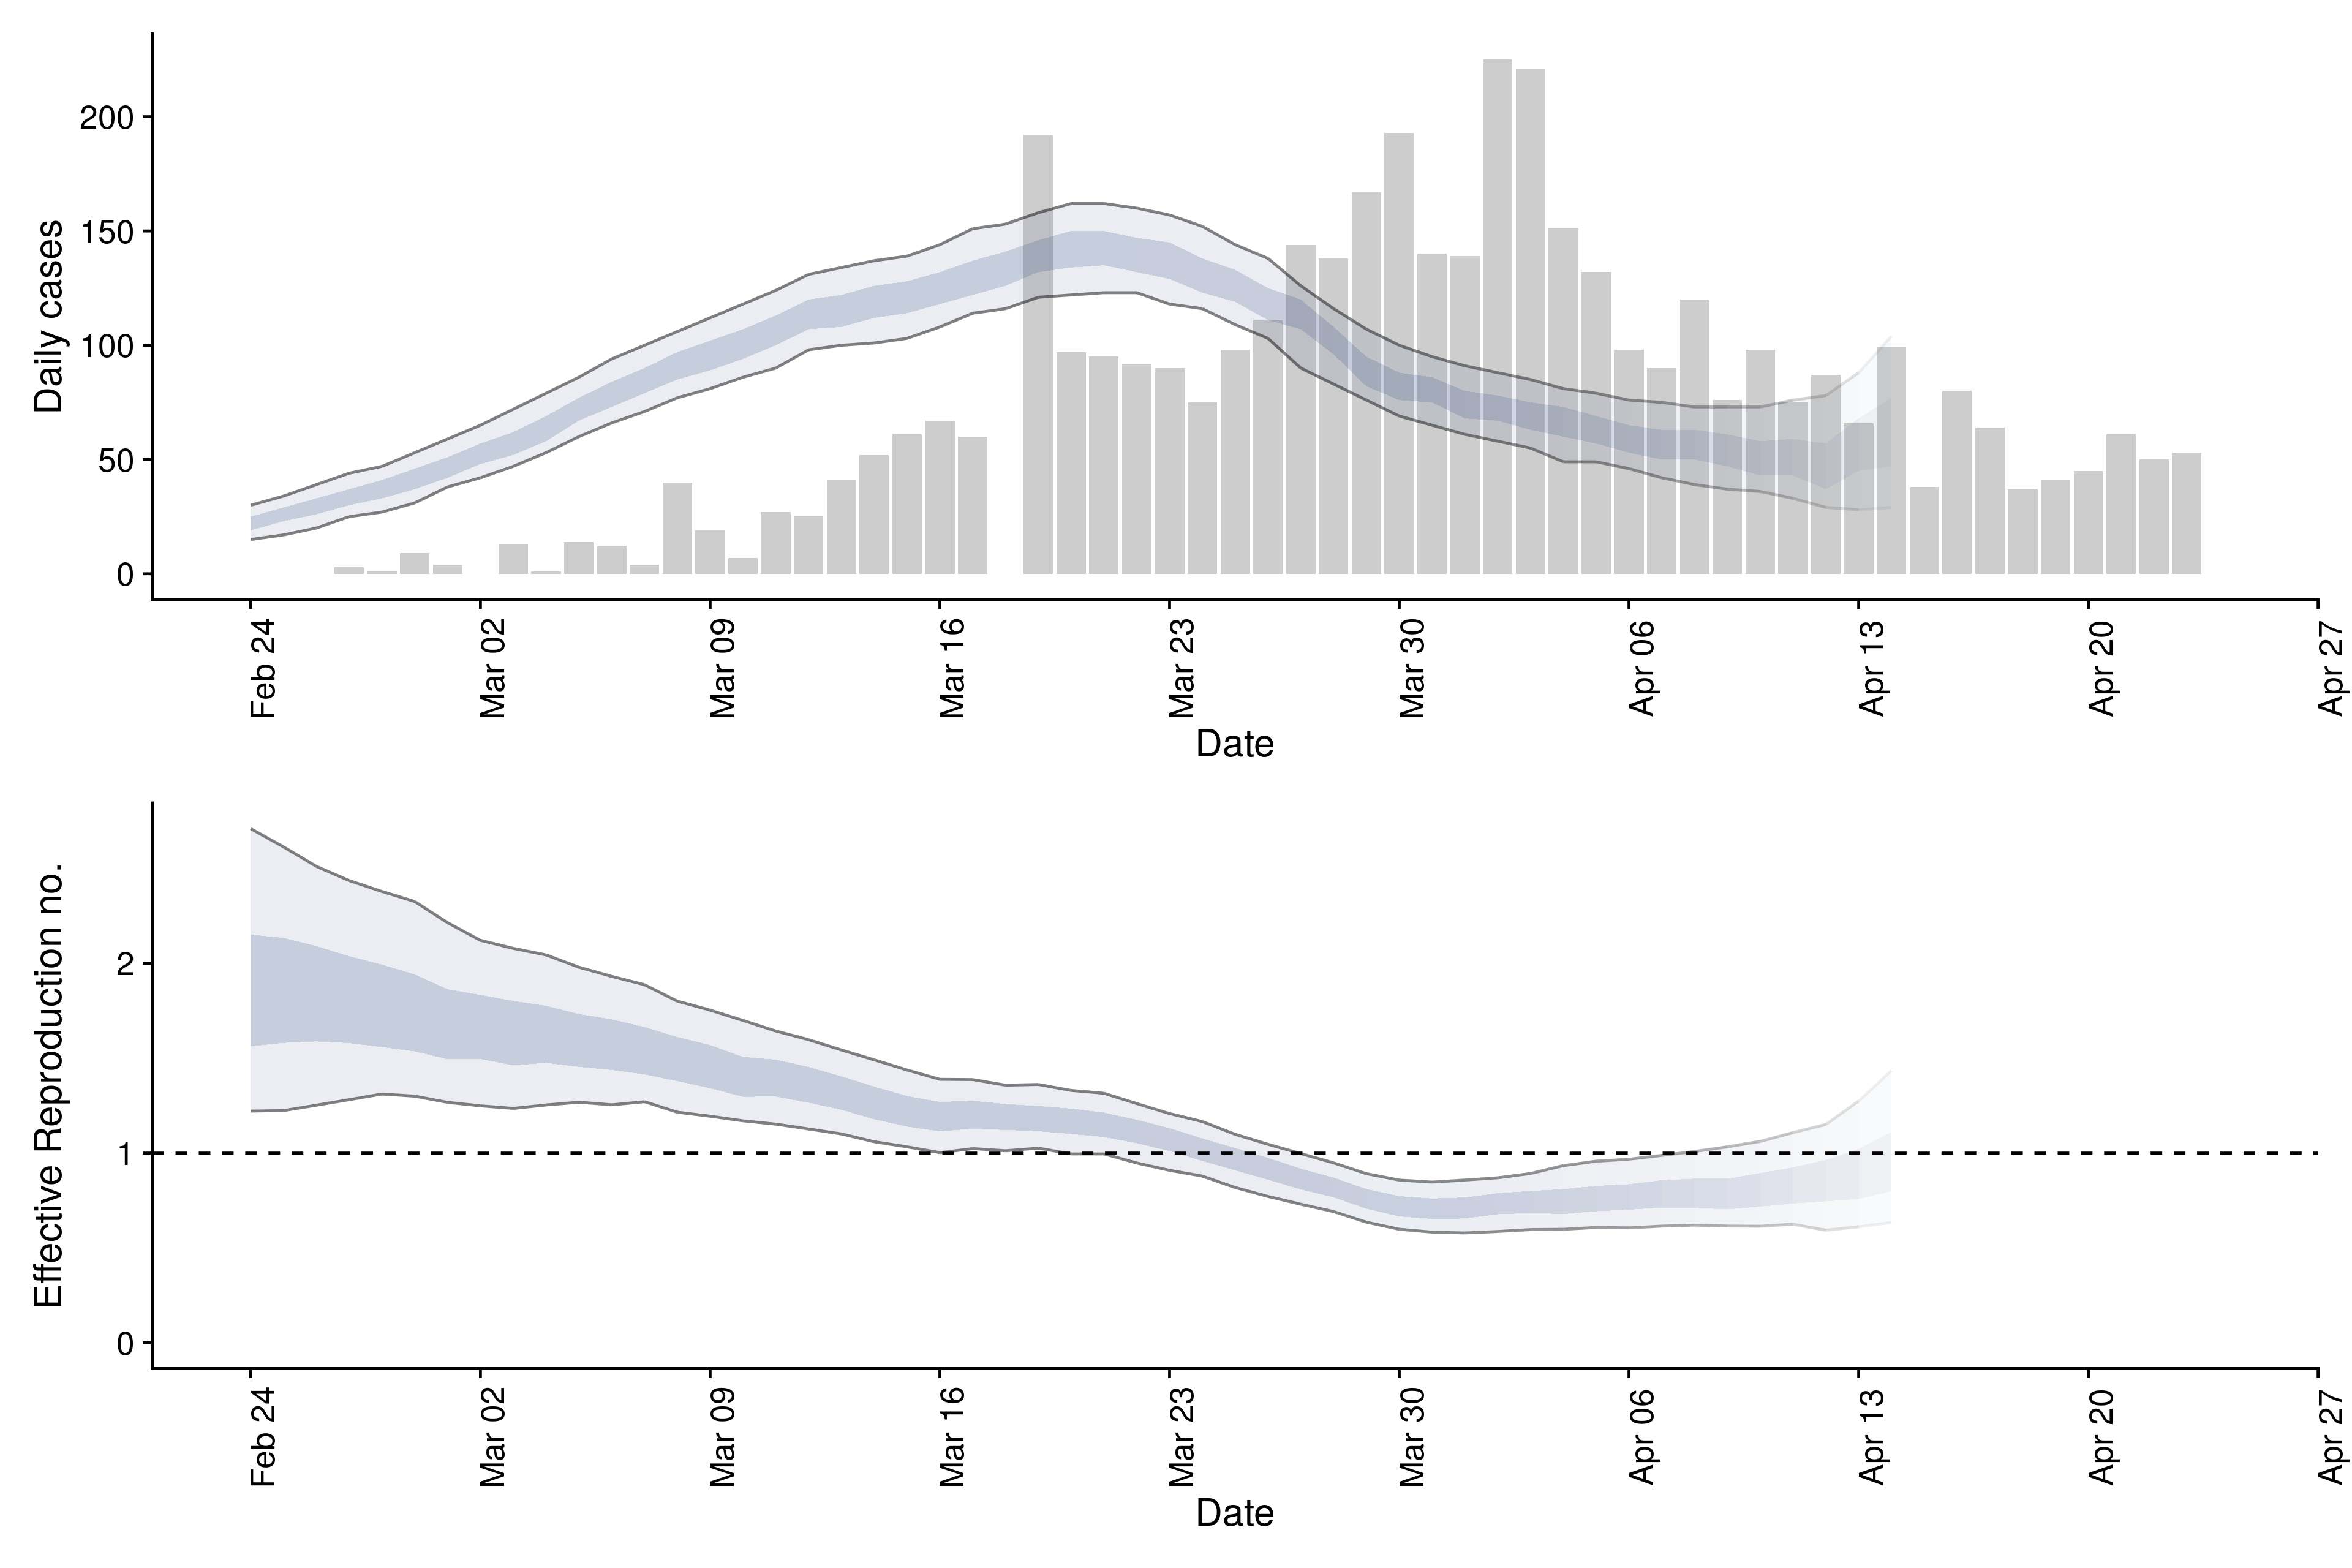 Daily cases
200
150
100
50
0
Feb 24
Mar 02
Mar 09
Mar 16
Mar 23
Mar 30
Apr 06
Apr 13
Apr 20
Apr 27
Date
Effective Reproduction no.
2
1
0
Feb 24
Mar 02
Mar 09
Mar 16
Mar 23
Mar 30
Apr 06
Apr 13
Apr 20
Apr 27
Date